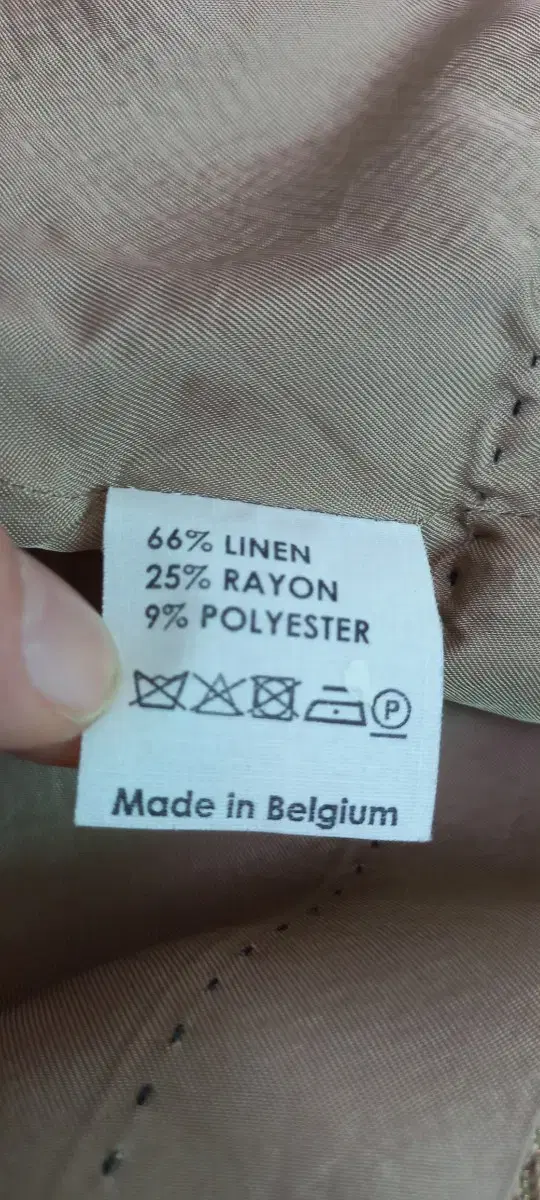 66% LINEN
25% RAYON
9% POLYESTER
P
Made in Belgium